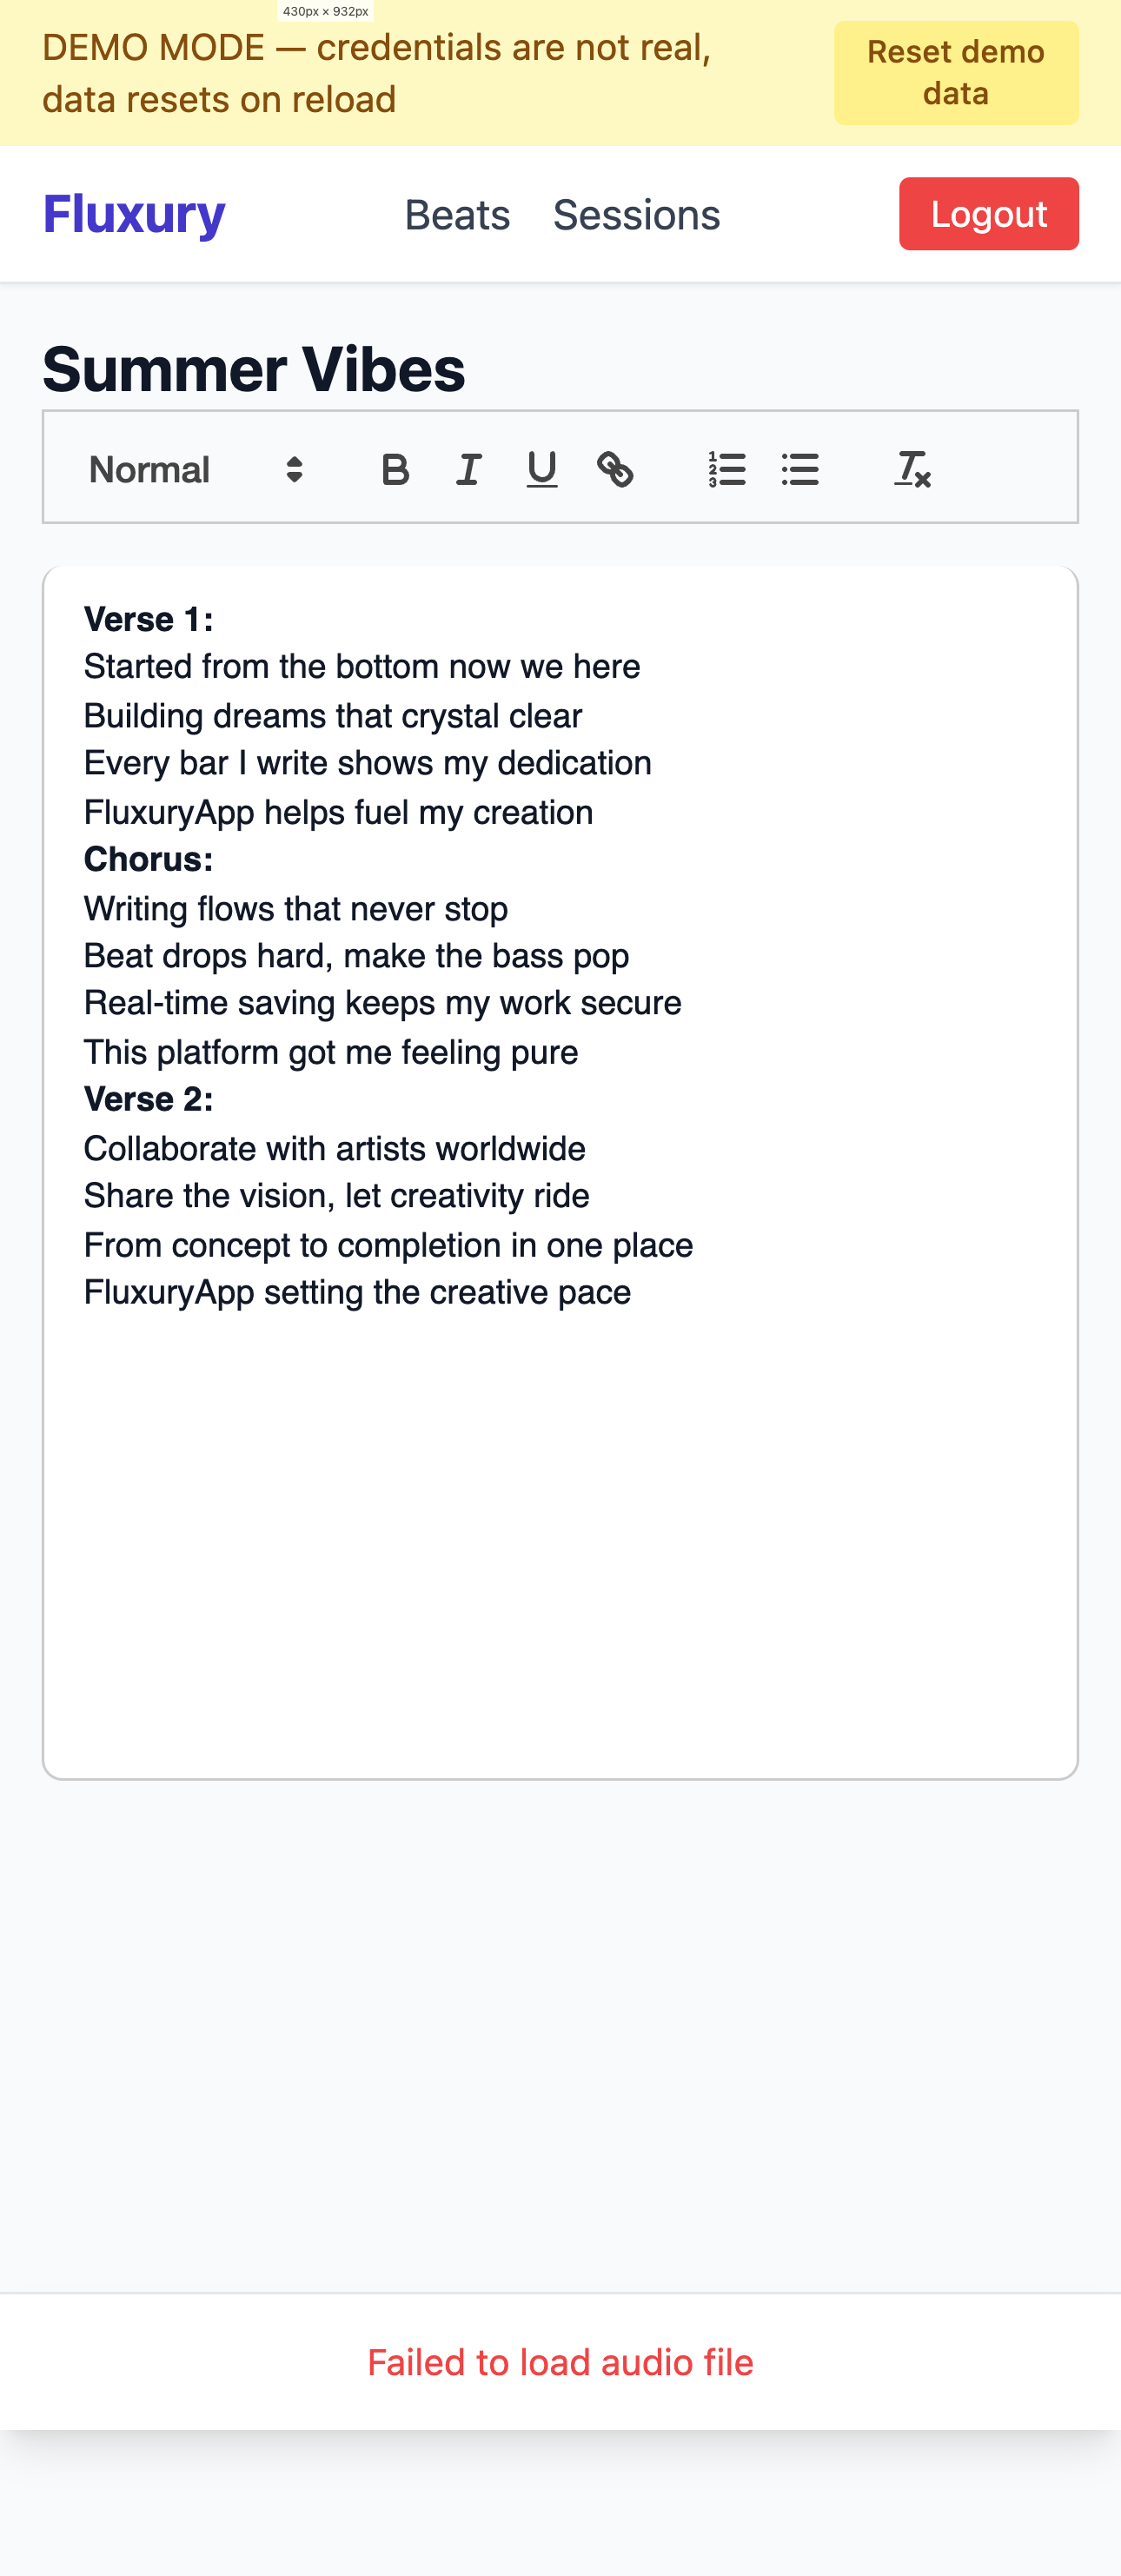 430px × 932px
DEMO MODE — credentials are not real,
data resets on reload
Reset demo
data
Fluxury
Beats
Sessions
Logout
Summer Vibes
Normal
Verse 1:
Started from the bottom now we here
Building dreams that crystal clear
Every bar I write shows my dedication
FluxuryApp helps fuel my creation
Chorus:
Writing flows that never stop
Beat drops hard, make the bass pop
Real-time saving keeps my work secure
This platform got me feeling pure
Verse 2:
Collaborate with artists worldwide
Share the vision, let creativity ride
From concept to completion in one place
FluxuryApp setting the creative pace
Failed to load audio file